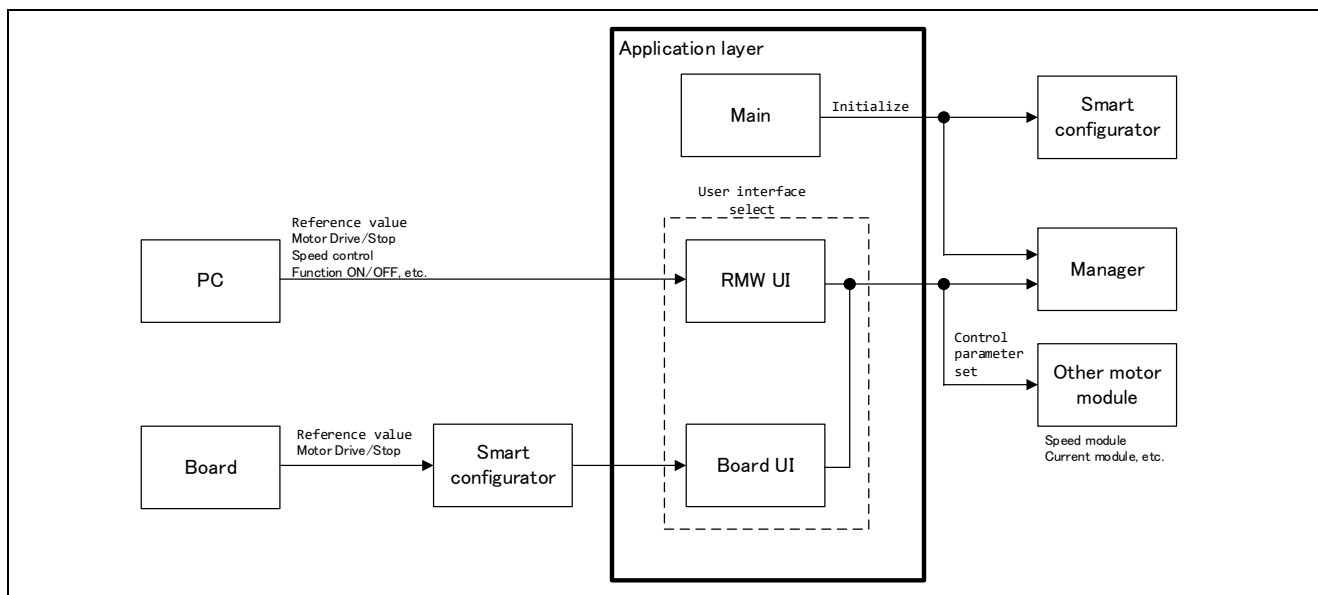 Application layer
Main
Initialize
Smart
configurator
User interface
select
Reference value
Motor Drive/Stop
Speed control
Function ON/OFF, etc.
PC
RMW UI
Manager
Control
parameter
set
Other motor
module
Speed module
Current module, etc.
Board
Reference value
Motor Drive/Stop
Smart
configurator
Board UI